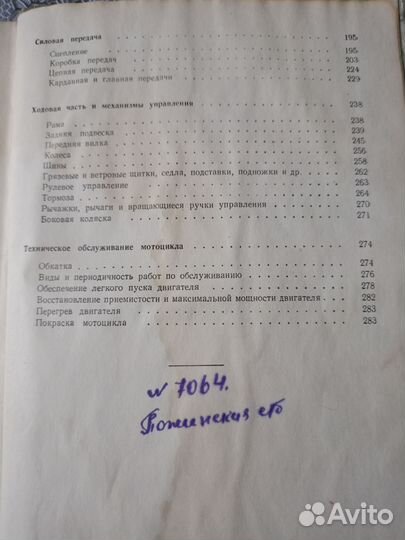 Силовая передача . . . . . . . . . . . . 195
Сцепление . . . . . . . . . . . . 195
Коробка передач . . . . . . . . . . . . 203
Цепная передача . . . . . . . . . . . . 224
Карданная и главная передачи . . . . . . . . . . . . 229
Ходовая часть и механизмы управления . . . . . . . . . . . . 238
Рама . . . . . . . . . . . . 238
Задняя подвеска . . . . . . . . . . . . 239
Передняя вилка . . . . . . . . . . . . 245
Колеса . . . . . . . . . . . . 256
Шины . . . . . . . . . . . . 258
Грязевые и ветровые щитки, седла, подставки, подножки и др. . . . . 262
Рулевое управление . . . . . . . . . . . . 263
Тормоза . . . . . . . . . . . . 264
Рычажки, рычаги и вращающиеся ручки управления . . . . . . 270
Боковая коляска . . . . . . . . . . . . 271
Техническое обслуживание мотоцикла . . . . . . . . . . . . 274
Обкатка . . . . . . . . . . . . 274
Виды и периодичность работ по обслуживанию . . . . . . . . 276
Обеспечение легкого пуска двигателя . . . . . . . . . . 278
Восстановление приемистости и максимальной мощности двигателя . . . . 282
Перегрев двигателя . . . . . . . . . . . . 283
Покраска мотоцикла . . . . . . . . . . . . 283
№ 7064.
Avito